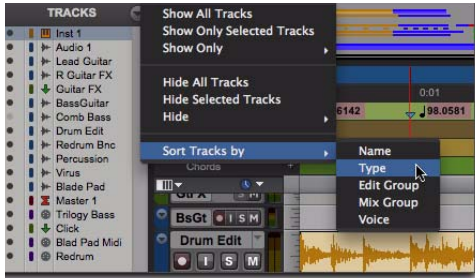 TRACKS
Inst 1
Audio 1
Lead Guitar
R Guitar FX
Guitar FX
BassGuitar
Comb Bass
Drum Edit
Redrum Bnc
Percussion
Virus
Blade Pad
Master 1
Trilogy Bass
Click
Blad Pad Midi
Redrum
Show All Tracks
Show Only Selected Tracks
Show Only
Hide All Tracks
Hide Selected Tracks
Hide
Sort Tracks by
Name
Type
Edit Group
Mix Group
Voice
0:01
6142
98.0581
Chords
S M
BsGt
I S M
Drum Edit
I S M